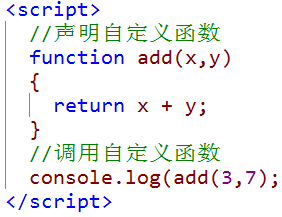 <script>
  //声明自定义函数
  function add(x,y)
  {
    return x + y;
  }
  //调用自定义函数
  console.log(add(3,7);
</script>